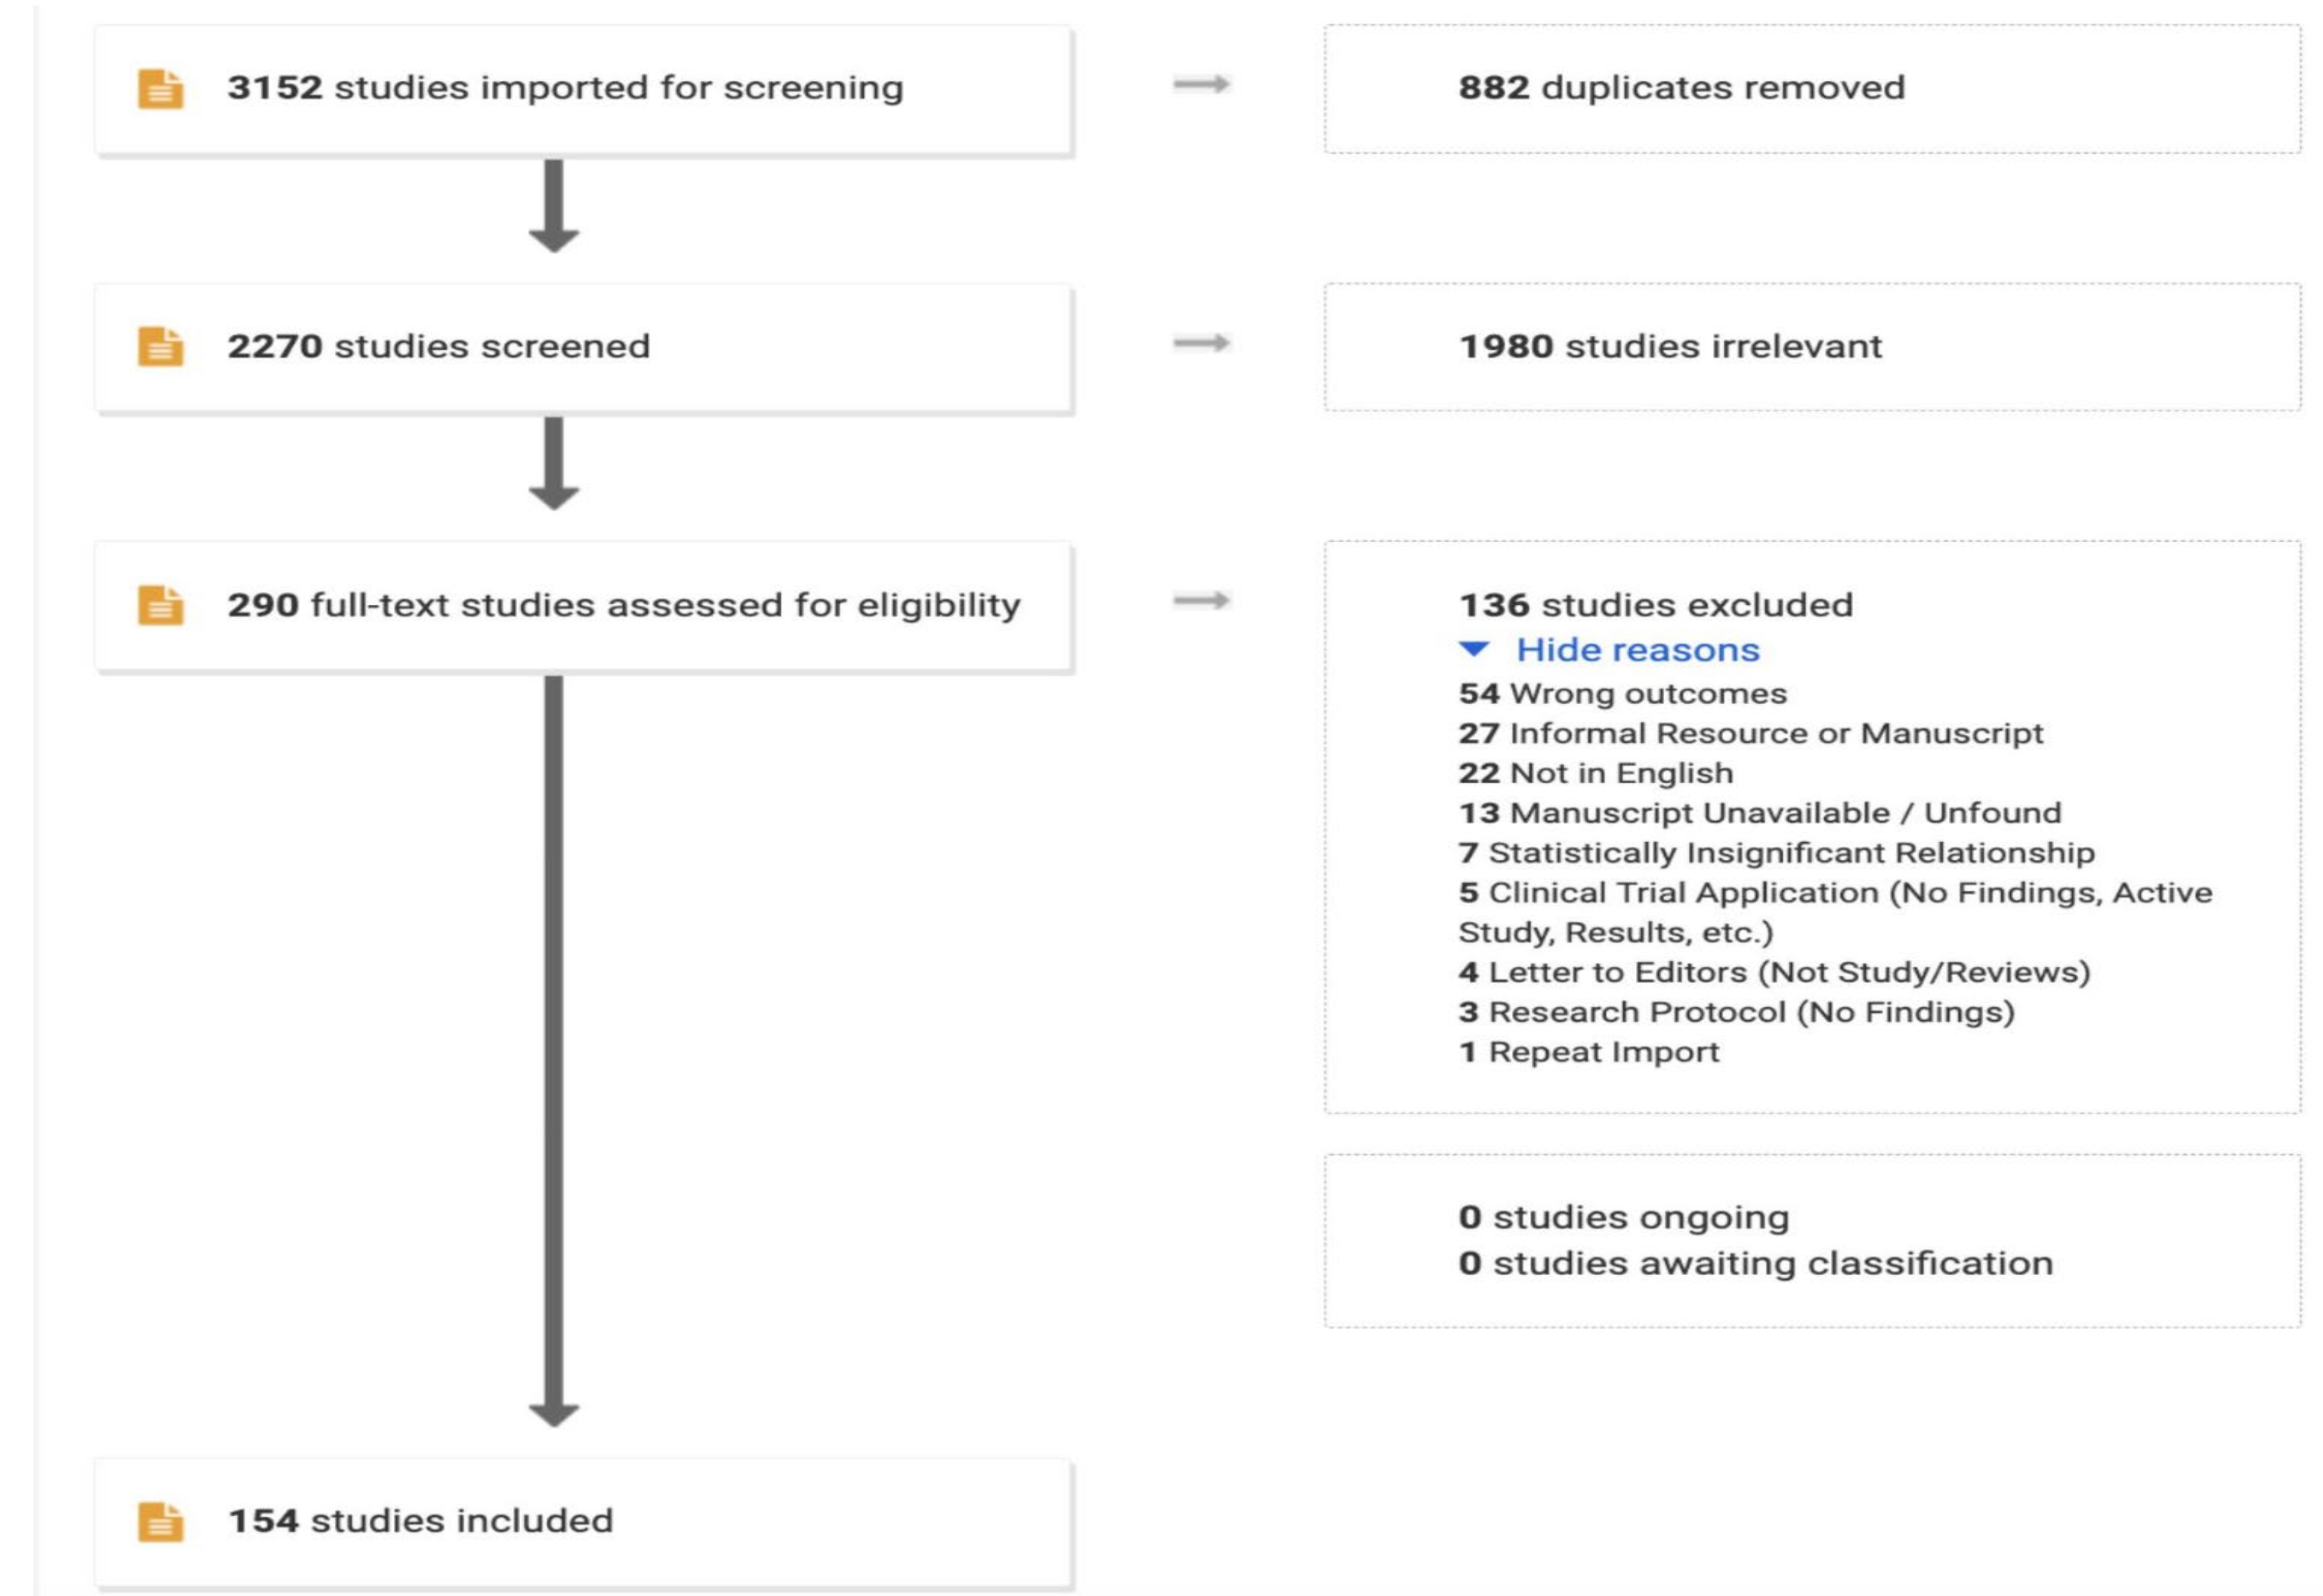 3152 studies imported for screening
882 duplicates removed
2270 studies screened
1980 studies irrelevant
290 full-text studies assessed for eligibility
136 studies excluded
Hide reasons
54 Wrong outcomes
27 Informal Resource or Manuscript
22 Not in English
13 Manuscript Unavailable / Unfound
7 Statistically Insignificant Relationship
5 Clinical Trial Application (No Findings, Active
Study, Results, etc.)
4 Letter to Editors (Not Study/Reviews)
3 Research Protocol (No Findings)
1 Repeat Import
0 studies ongoing
0 studies awaiting classification
154 studies included